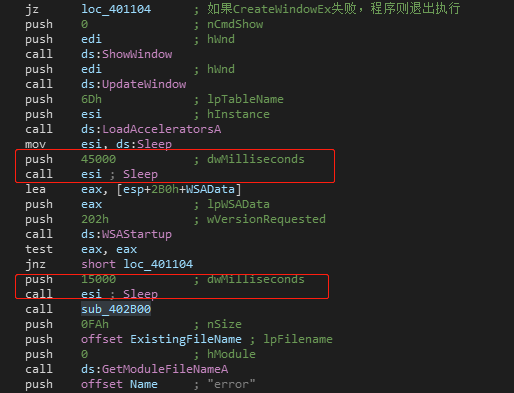 jz loc_401104 ; 如果CreateWindowEx失败，程序则退出执行
push 0 ; nCmdShow
push edi ; hWnd
call ds:ShowWindow
push edi ; hWnd
call ds:UpdateWindow
push 6Dh ; lpTableName
push esi ; hInstance
call ds:LoadAcceleratorsA
mov esi, ds:Sleep
push 45000 ; dwMilliseconds
call esi ; Sleep
lea eax, [esp+2B0h+WSAData]
push eax ; lpWSAData
push 202h ; wVersionRequested
call ds:WSAStartup
test eax, eax
jnz short loc_401104
push 15000 ; dwMilliseconds
call esi ; Sleep
call sub_402B00
push 0FAh ; nSize
push offset ExistingFileName ; lpFilename
push 0 ; hModule
call ds:GetModuleFileNameA
push offset Name ; "error"